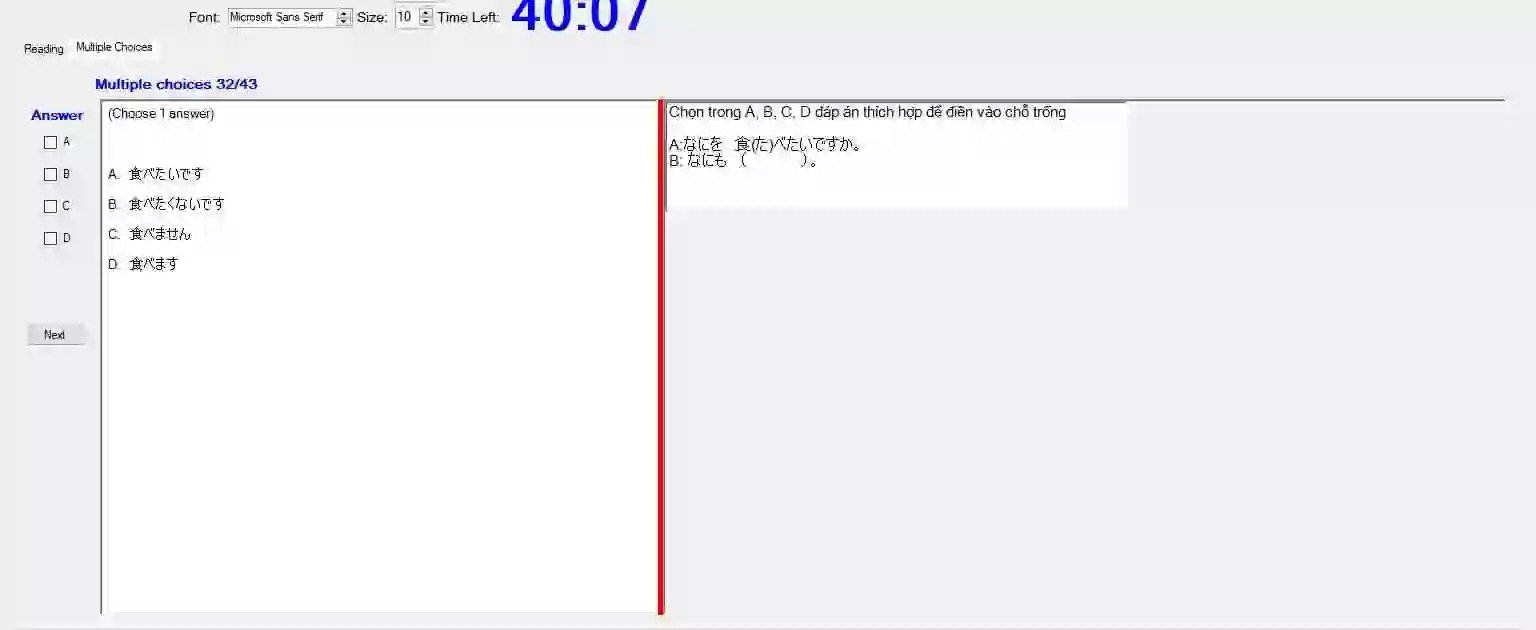 Font: Microsoft Sans Serif Size: 10 Time Left: 40:07
Reading Multiple Choices
Multiple choices 32/43
Answer
A
B
C
D
Next
(Choose 1 answer)
A. 食べたいです
B. 食べたくないです
C. 食べません
D. 食べます
Chọn trong A, B, C, D đáp án thích hợp để điền vào chỗ trống
A:なにを 食(た)べたいですか。
B: なにも ( )。